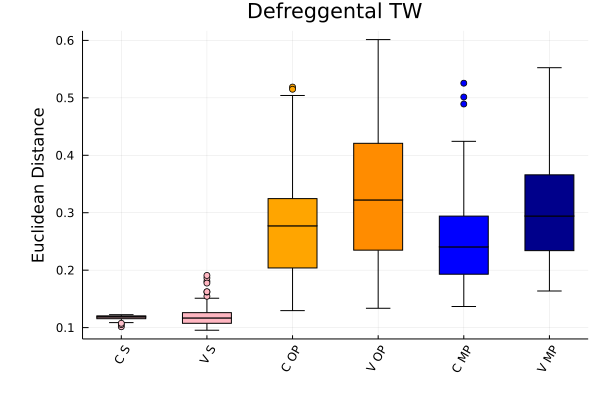 Defreggental TW
Euclidean Distance
0.6
0.5
0.4
0.3
0.2
0.1
C S
V S
C OP
V OP
C MP
V MP